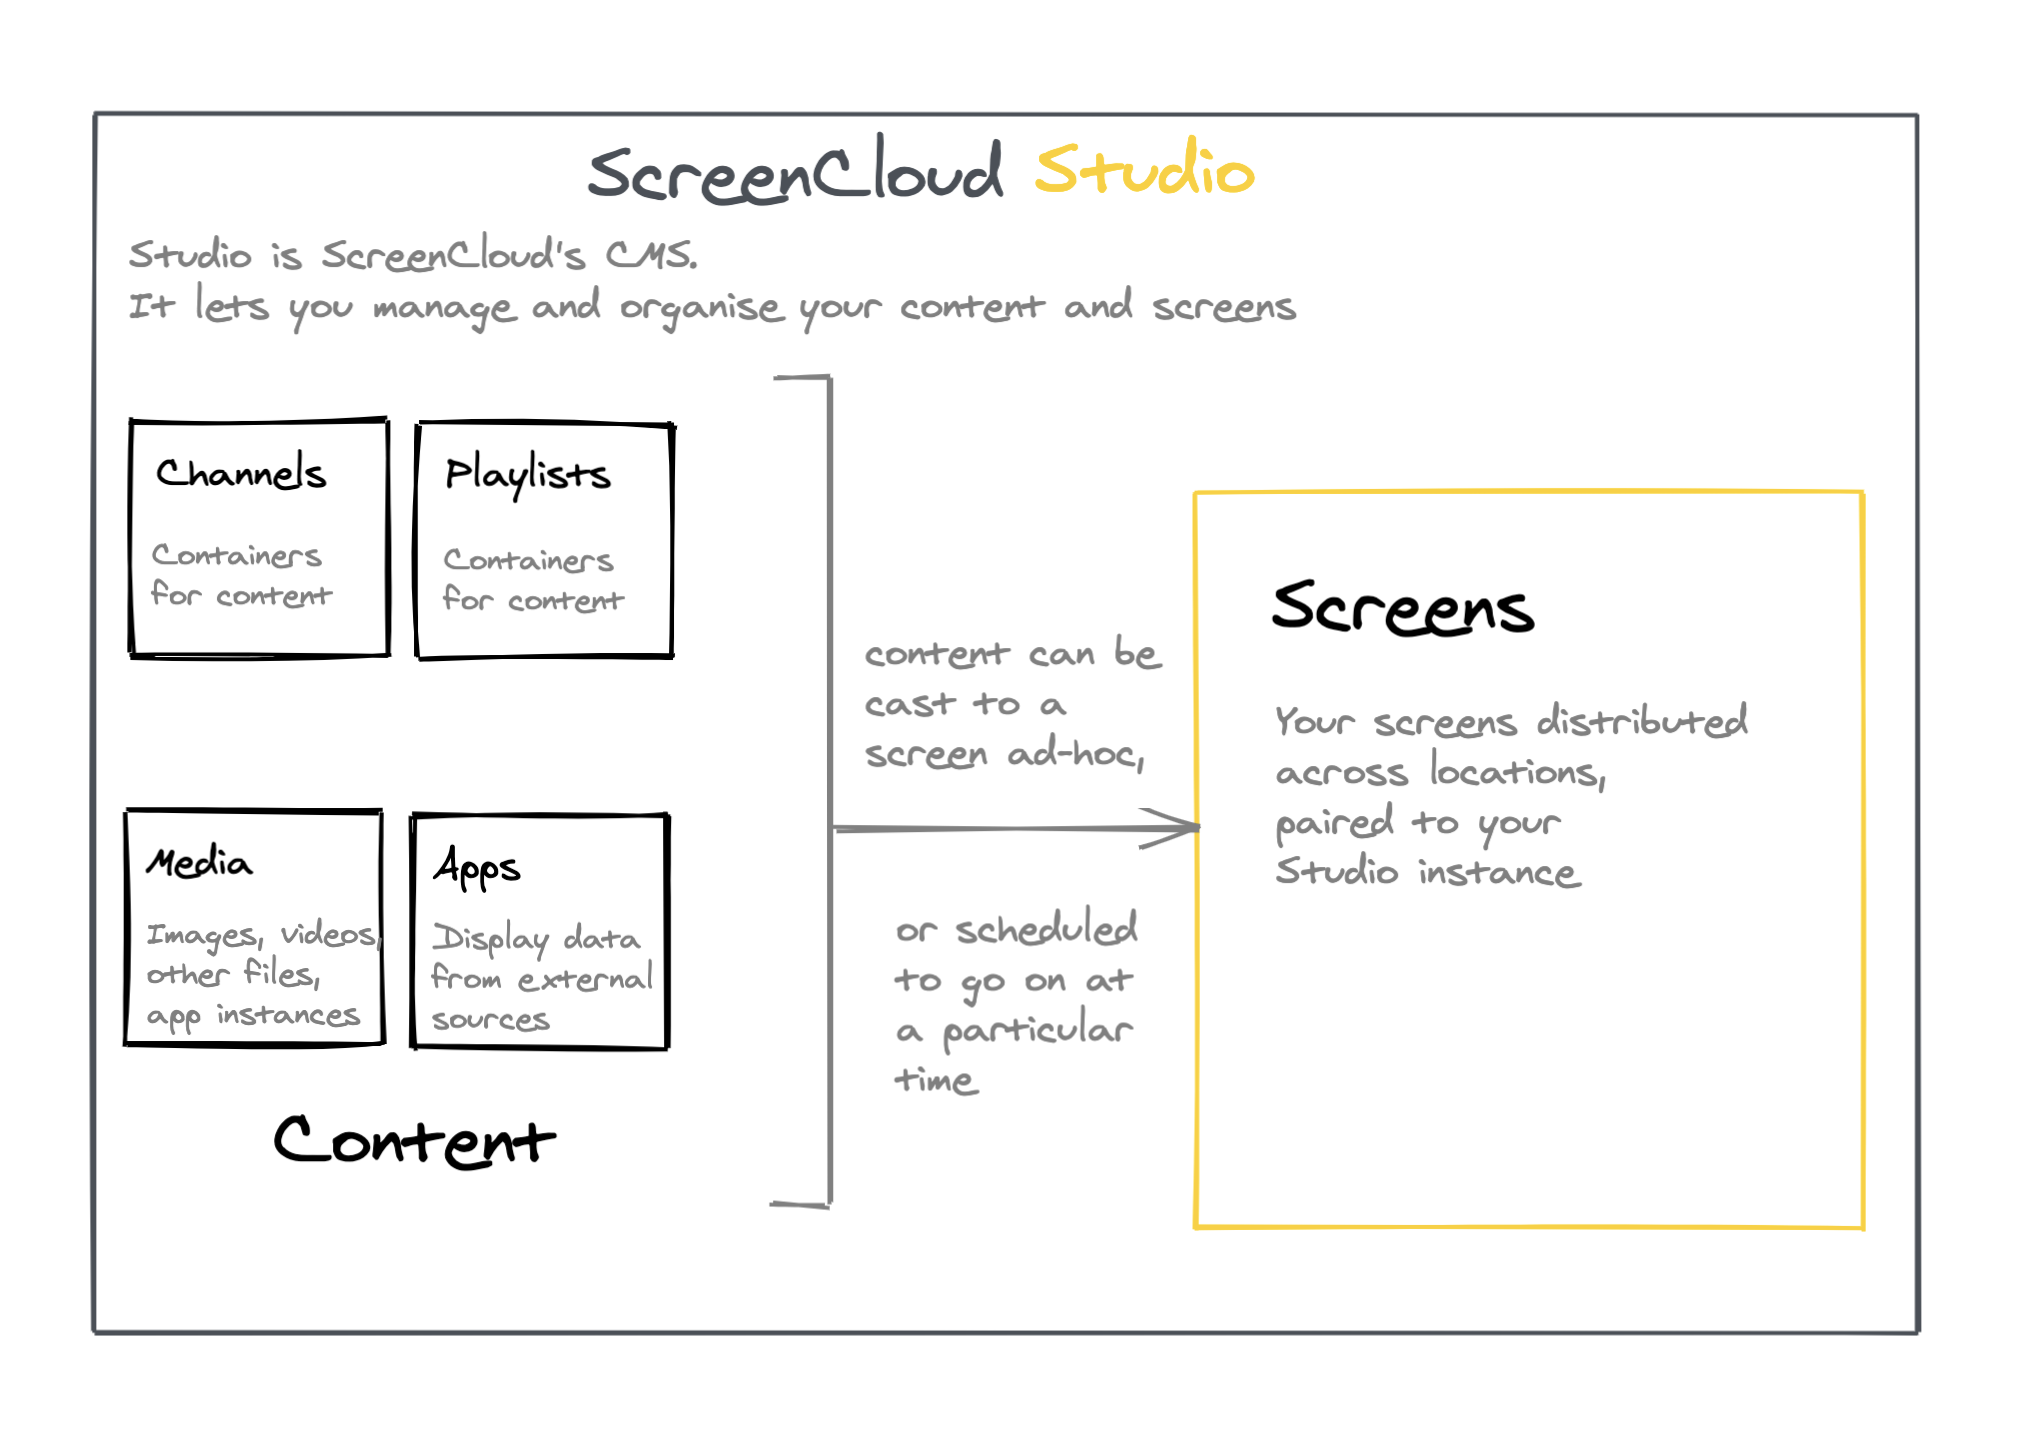 ScreenCloud Studio
Studio is ScreenCloud's CMS.
It lets you manage and organise your content and screens
Channels
Containers
for content
Playlists
Containers
for content
Media
Images, videos,
other files,
app instances
Apps
Display data
from external
sources
Content
content can be
cast to a
screen ad-hoc,
or scheduled
to go on at
a particular
time
Screens
Your screens distributed
across locations,
paired to your
Studio instance